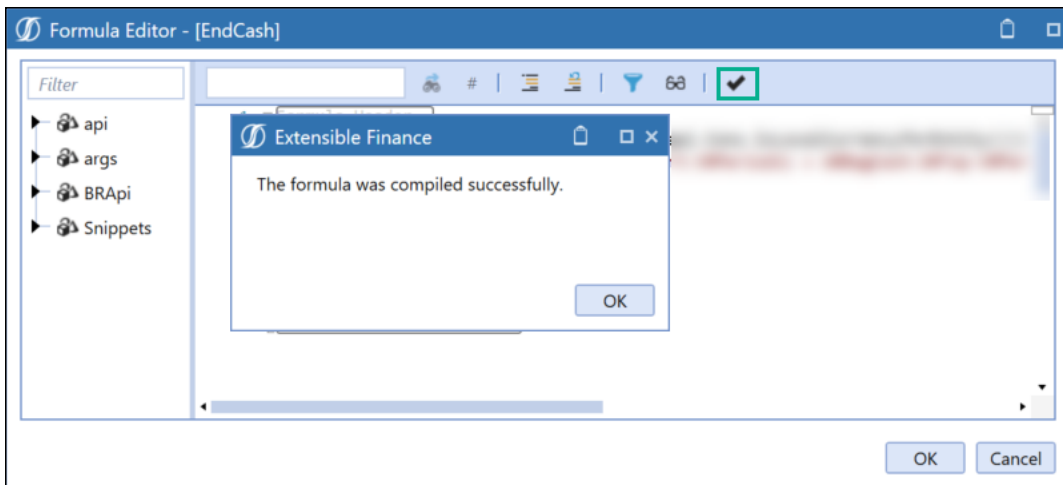 Formula Editor - [EndCash]
Filter
#
api
args
BRApi
Snippets
Extensible Finance
The formula was compiled successfully.
OK
OK
Cancel